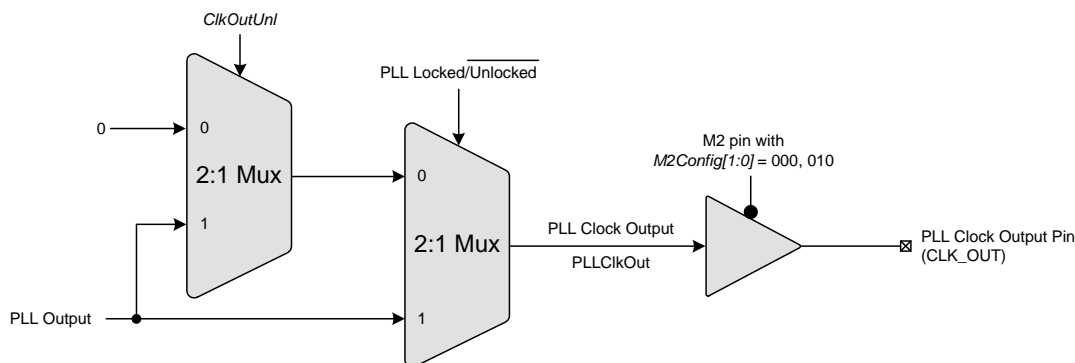 ClkOutUnl
PLL Locked/Unlocked
0
0
2:1 Mux
1
M2 pin with
M2Config[1:0] = 000, 010
0
2:1 Mux
1
PLL Clock Output
PLLClkOut
PLL Clock Output Pin
(CLK_OUT)
PLL Output